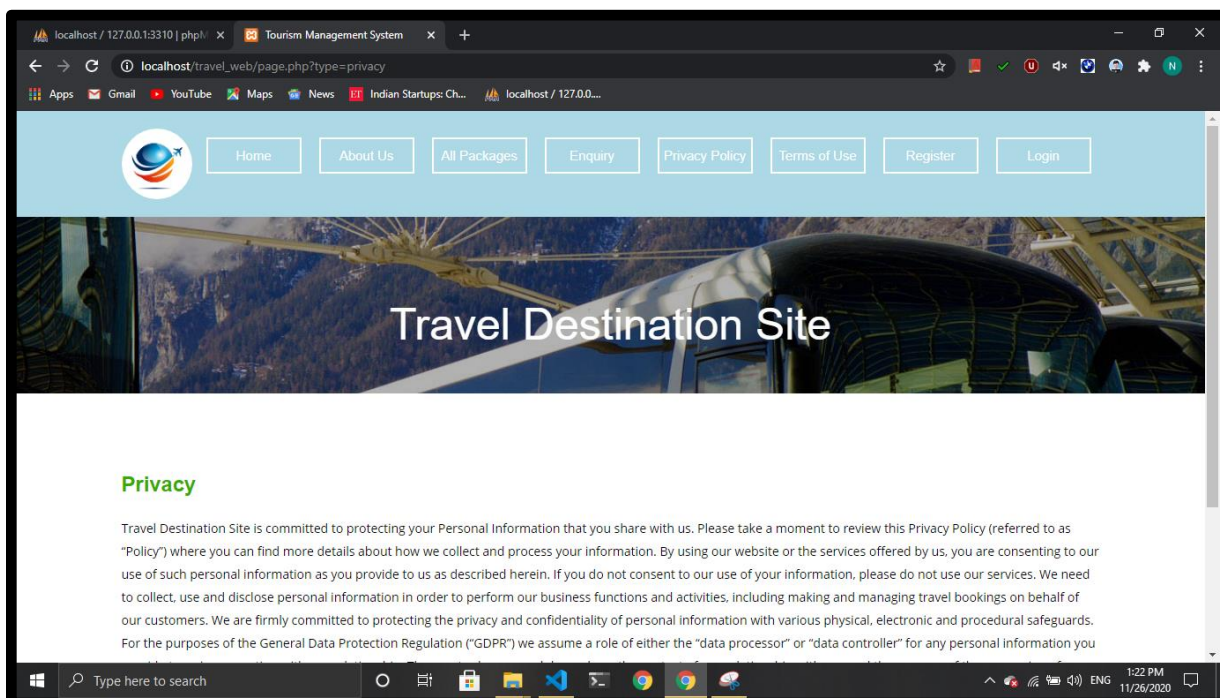 localhost / 127.0.0.1:3310 | phpM
Tourism Management System
localhost/travel_web/page.php?type=privacy
N
Apps
Gmail
YouTube
Maps
News
ET
Indian Startups: Ch...
localhost / 127.0.0....
Home
About Us
All Packages
Enquiry
Privacy Policy
Terms of Use
Register
Login
Travel Destination Site
Privacy
Travel Destination Site is committed to protecting your Personal Information that you share with us. Please take a moment to review this Privacy Policy (referred to as
“Policy”) where you can find more details about how we collect and process your information. By using our website or the services offered by us, you are consenting to our
use of such personal information as you provide to us as described herein. If you do not consent to our use of your information, please do not use our services. We need
to collect, use and disclose personal information in order to perform our business functions and activities, including making and managing travel bookings on behalf of
our customers. We are firmly committed to protecting the privacy and confidentiality of personal information with various physical, electronic and procedural safeguards.
For the purposes of the General Data Protection Regulation (“GDPR”) we assume a role of either the “data processor” or “data controller” for any personal information you
Type here to search
ENG
1:22 PM
11/26/2020